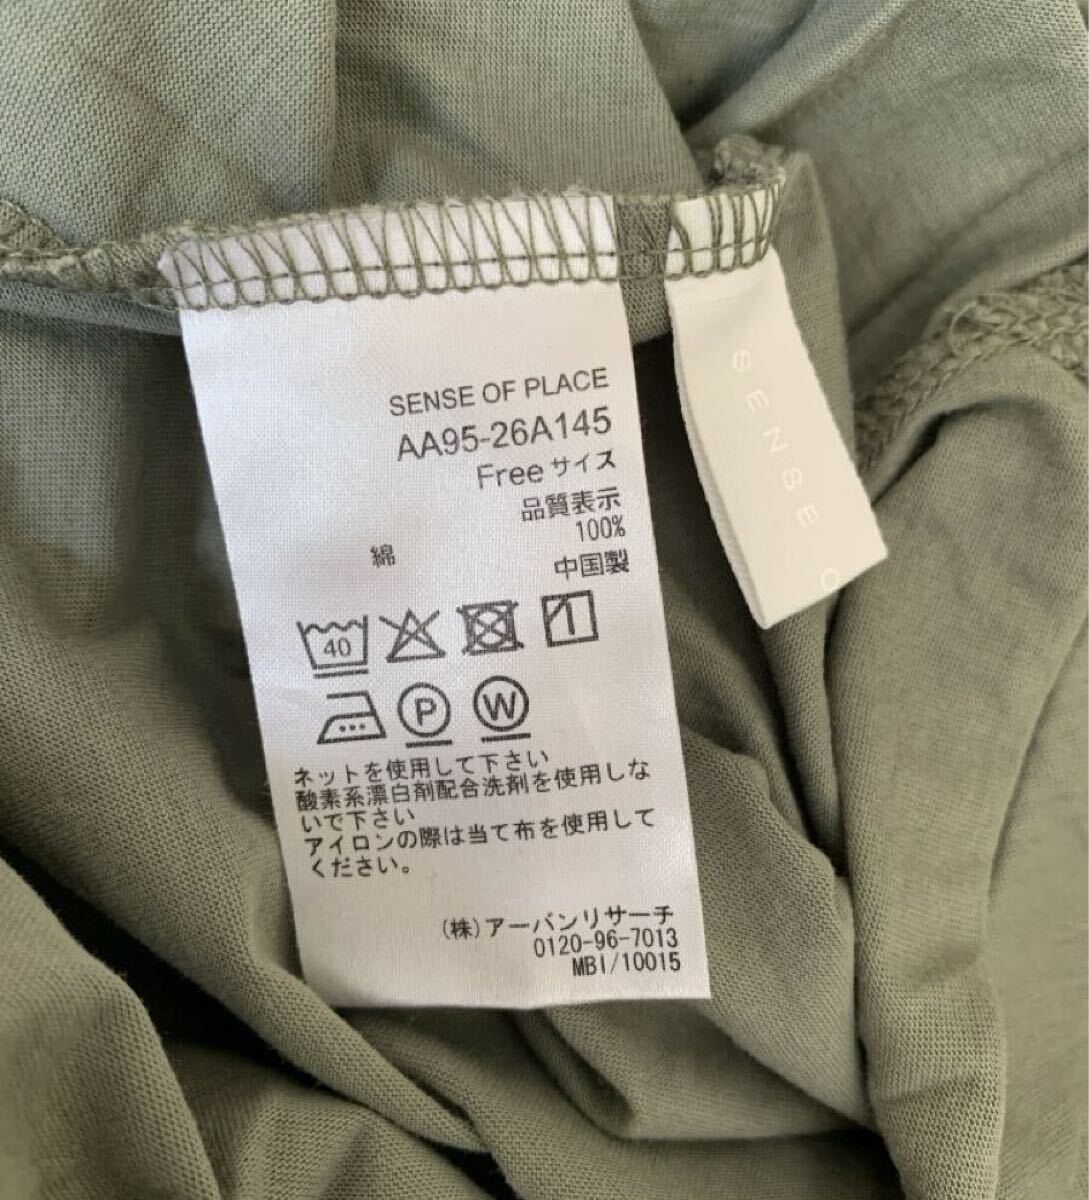 SENSE OF PLACE
AA95-26A145
Free サイズ
品質表示
綿 100%
中国製
40
P W
ネットを使用して下さい
酸素系漂白剤配合洗剤を使用しな
いで下さい
アイロンの際は当て布を使用して
ください。
(株)アーバンリサーチ
0120-96-7013
MBI/10015
SENSE O